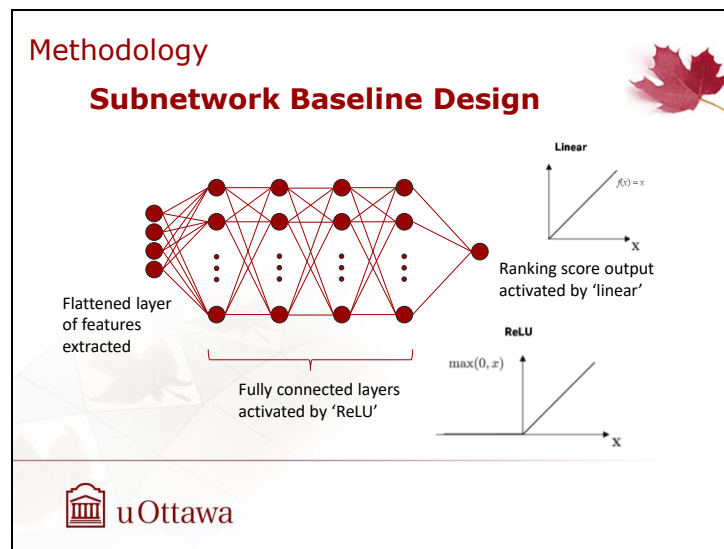 Methodology
Subnetwork Baseline Design
Linear
f(x) = x
X
Ranking score output
activated by ‘linear’
Flattened layer
of features
extracted
ReLU
max(0, x)
X
Fully connected layers
activated by ‘ReLU’
uOttawa